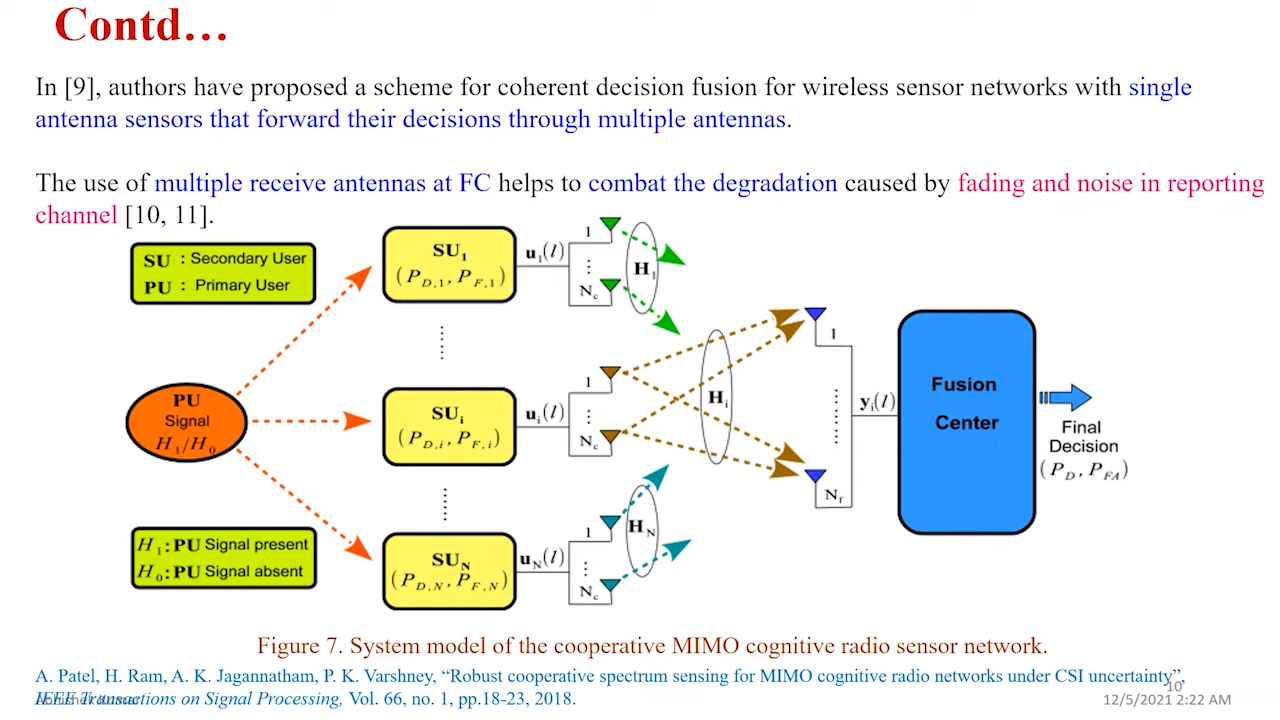 Contd…
In [9], authors have proposed a scheme for coherent decision fusion for wireless sensor networks with single
antenna sensors that forward their decisions through multiple antennas.
The use of multiple receive antennas at FC helps to combat the degradation caused by fading and noise in reporting
channel [10, 11].
SU : Secondary User
PU : Primary User
PU
Signal
H₁/H₀
H₁:PU Signal present
H₀:PU Signal absent
SU₁
(P_D,1, P_F,1)
u₁(l)
1
⋮
N_c
H₁
SU_i
(P_D,i, P_F,i)
u_i(l)
1
⋮
N_c
H_i
SU_N
(P_D,N, P_F,N)
u_N(l)
1
⋮
N_c
H_N
1
N_r
y_i(l)
Fusion
Center
Final
Decision
(P_D, P_FA)
Figure 7. System model of the cooperative MIMO cognitive radio sensor network.
A. Patel, H. Ram, A. K. Jagannatham, P. K. Varshney, “Robust cooperative spectrum sensing for MIMO cognitive radio networks under CSI uncertainty”,
IEEE Transactions on Signal Processing, Vol. 66, no. 1, pp.18-23, 2018.
10
12/5/2021 2:22 AM